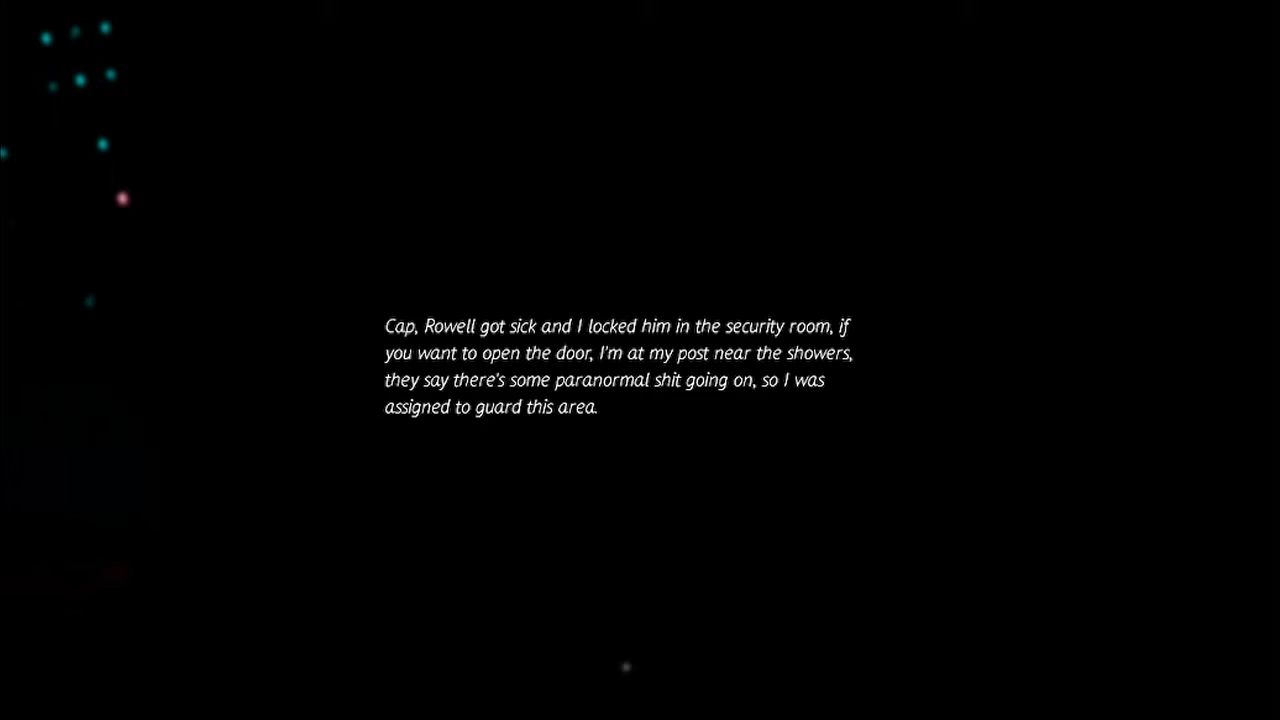 Cap, Rowell got sick and I locked him in the security room, if
you want to open the door, I'm at my post near the showers,
they say there's some paranormal shit going on, so I was
assigned to guard this area.